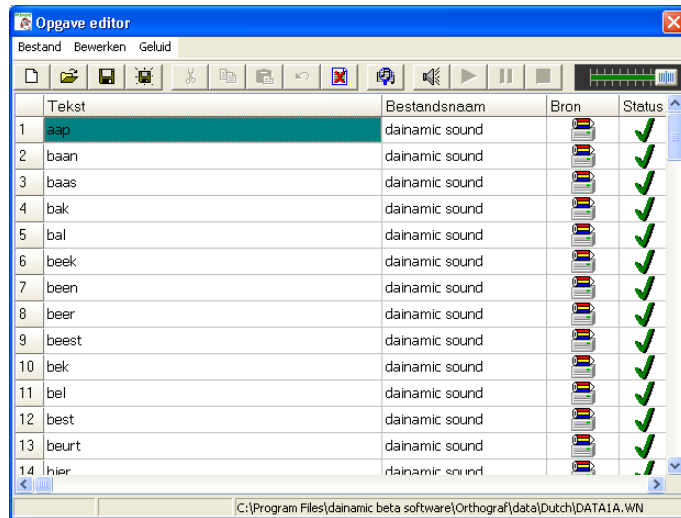 Opgave editor
Bestand Bewerken Geluid
Tekst Bestandsnaam Bron Status
1 aap dainamic sound
2 baan dainamic sound
3 baas dainamic sound
4 bak dainamic sound
5 bal dainamic sound
6 beek dainamic sound
7 been dainamic sound
8 beer dainamic sound
9 beest dainamic sound
10 bek dainamic sound
11 bel dainamic sound
12 best dainamic sound
13 beurt dainamic sound
14 hier dainamic sound
C:\Program Files\dainamic beta software\Orthograf\data\Dutch\DATA1A.WN